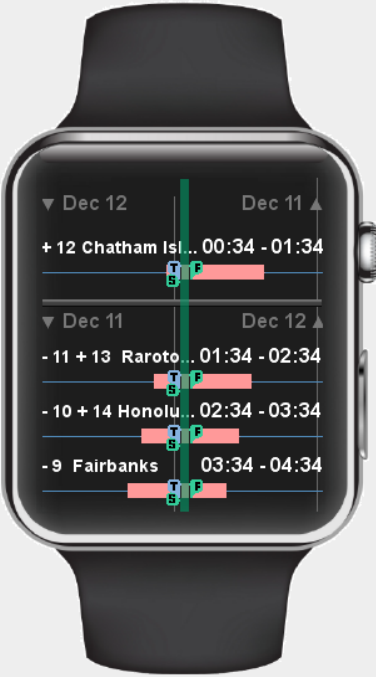 ▼ Dec 12 Dec 11 ▲
+ 12 Chatham Isl... 00:34 - 01:34
T F
S
▼ Dec 11 Dec 12 ▲
- 11 + 13 Raroto... 01:34 - 02:34
T F
S
- 10 + 14 Honolu... 02:34 - 03:34
T F
S
- 9 Fairbanks 03:34 - 04:34
T F
S